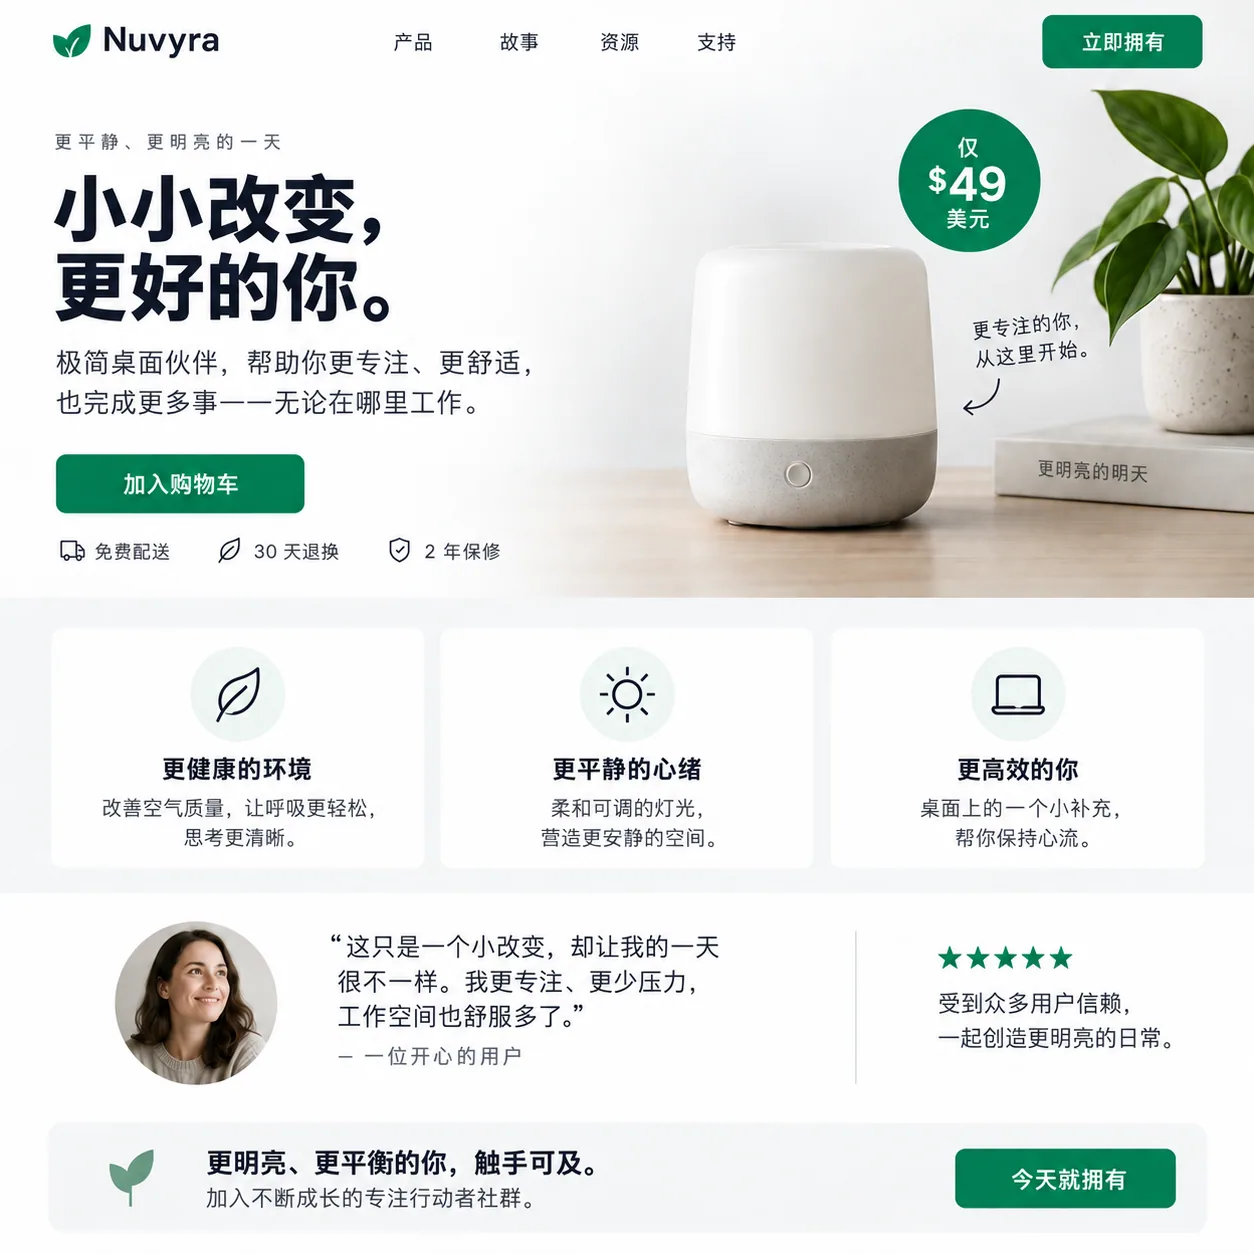 Nuvyra
产品
故事
资源
支持
立即拥有
更平静、更明亮的一天
小小改变，
更好的你。
极简桌面伙伴，帮助你更专注、更舒适，
也完成更多事——无论在哪里工作。
加入购物车
免费配送
30 天退换
2 年保修
仅
$49
美元
更专注的你，
从这里开始。
更明亮的明天
更健康的环境
改善空气质量，让呼吸更轻松，
思考更清晰。
更平静的心绪
柔和可调的灯光，
营造更安静的空间。
更高效的你
桌面上的一个小补充，
帮你保持心流。
“这只是一个小改变，却让我的一天
很不一样。我更专注、更少压力，
工作空间也舒服多了。”
— 一位开心的用户
★★★★★
受到众多用户信赖，
一起创造更明亮的日常。
更明亮、更平衡的你，触手可及。
加入不断成长的专注行动者社群。
今天就拥有